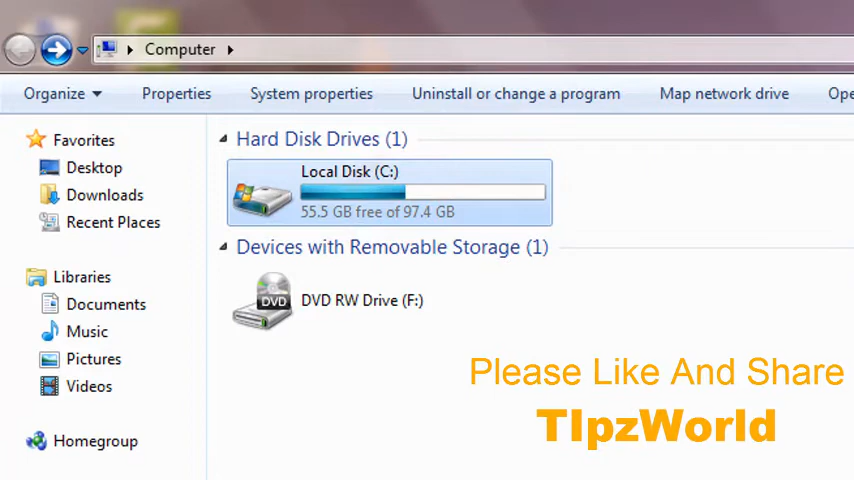 Computer
Organize
Properties
System properties
Uninstall or change a program
Map network drive
Ope
Favorites
Desktop
Downloads
Recent Places
Libraries
Documents
Music
Pictures
Videos
Homegroup
Hard Disk Drives (1)
Local Disk (C:)
55.5 GB free of 97.4 GB
Devices with Removable Storage (1)
DVD
DVD RW Drive (F:)
Please Like And Share
TIpzWorld